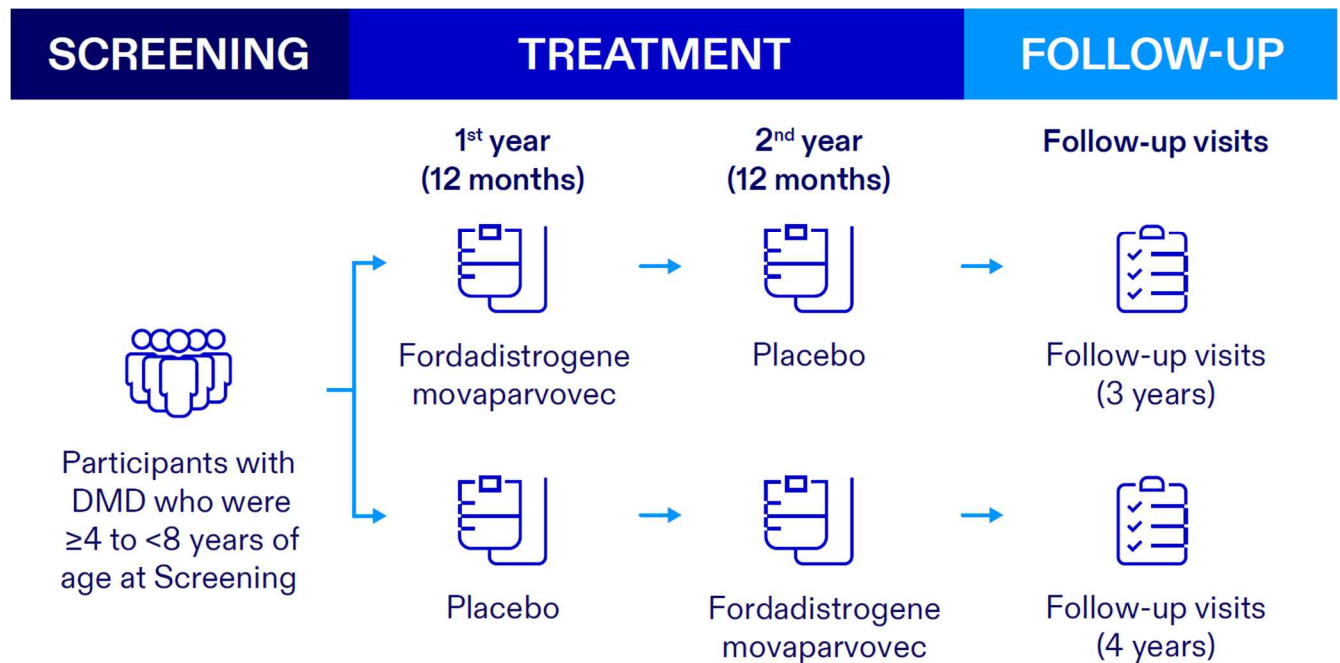 SCREENING
TREATMENT
FOLLOW-UP
1st year
(12 months)
2nd year
(12 months)
Follow-up visits
Participants with
DMD who were
≥4 to <8 years of
age at Screening
Fordadistrogene
movaparvovec
Placebo
Follow-up visits
(3 years)
Placebo
Fordadistrogene
movaparvovec
Follow-up visits
(4 years)